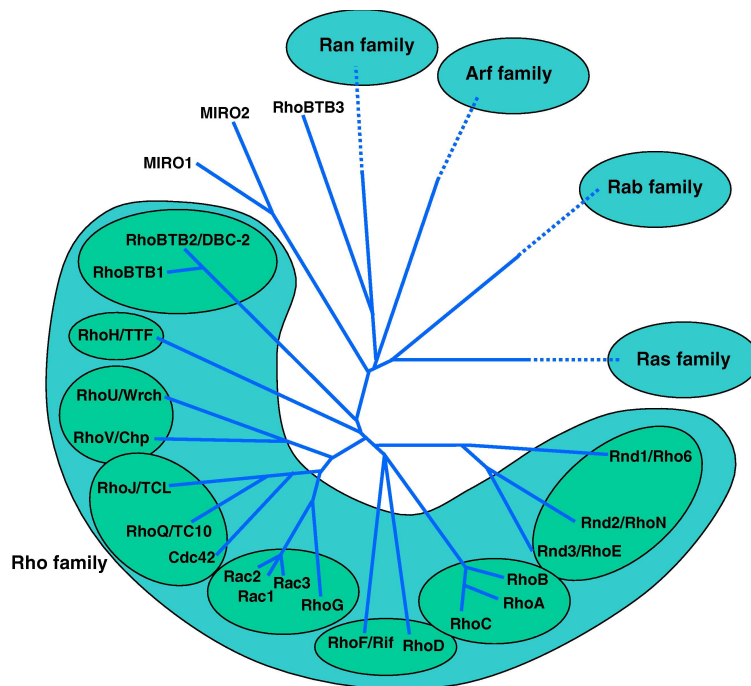 Ran family
Arf family
MIRO2
RhoBTB3
MIRO1
Rab family
RhoBTB2/DBC-2
RhoBTB1
RhoH/TTF
Ras family
RhoU/Wrch
RhoV/Chp
Rnd1/Rho6
RhoJ/TCL
RhoQ/TC10
Rnd2/RhoN
Cdc42
Rnd3/RhoE
Rho family
Rac2
Rac3
Rac1
RhoG
RhoB
RhoA
RhoC
RhoF/Rif
RhoD